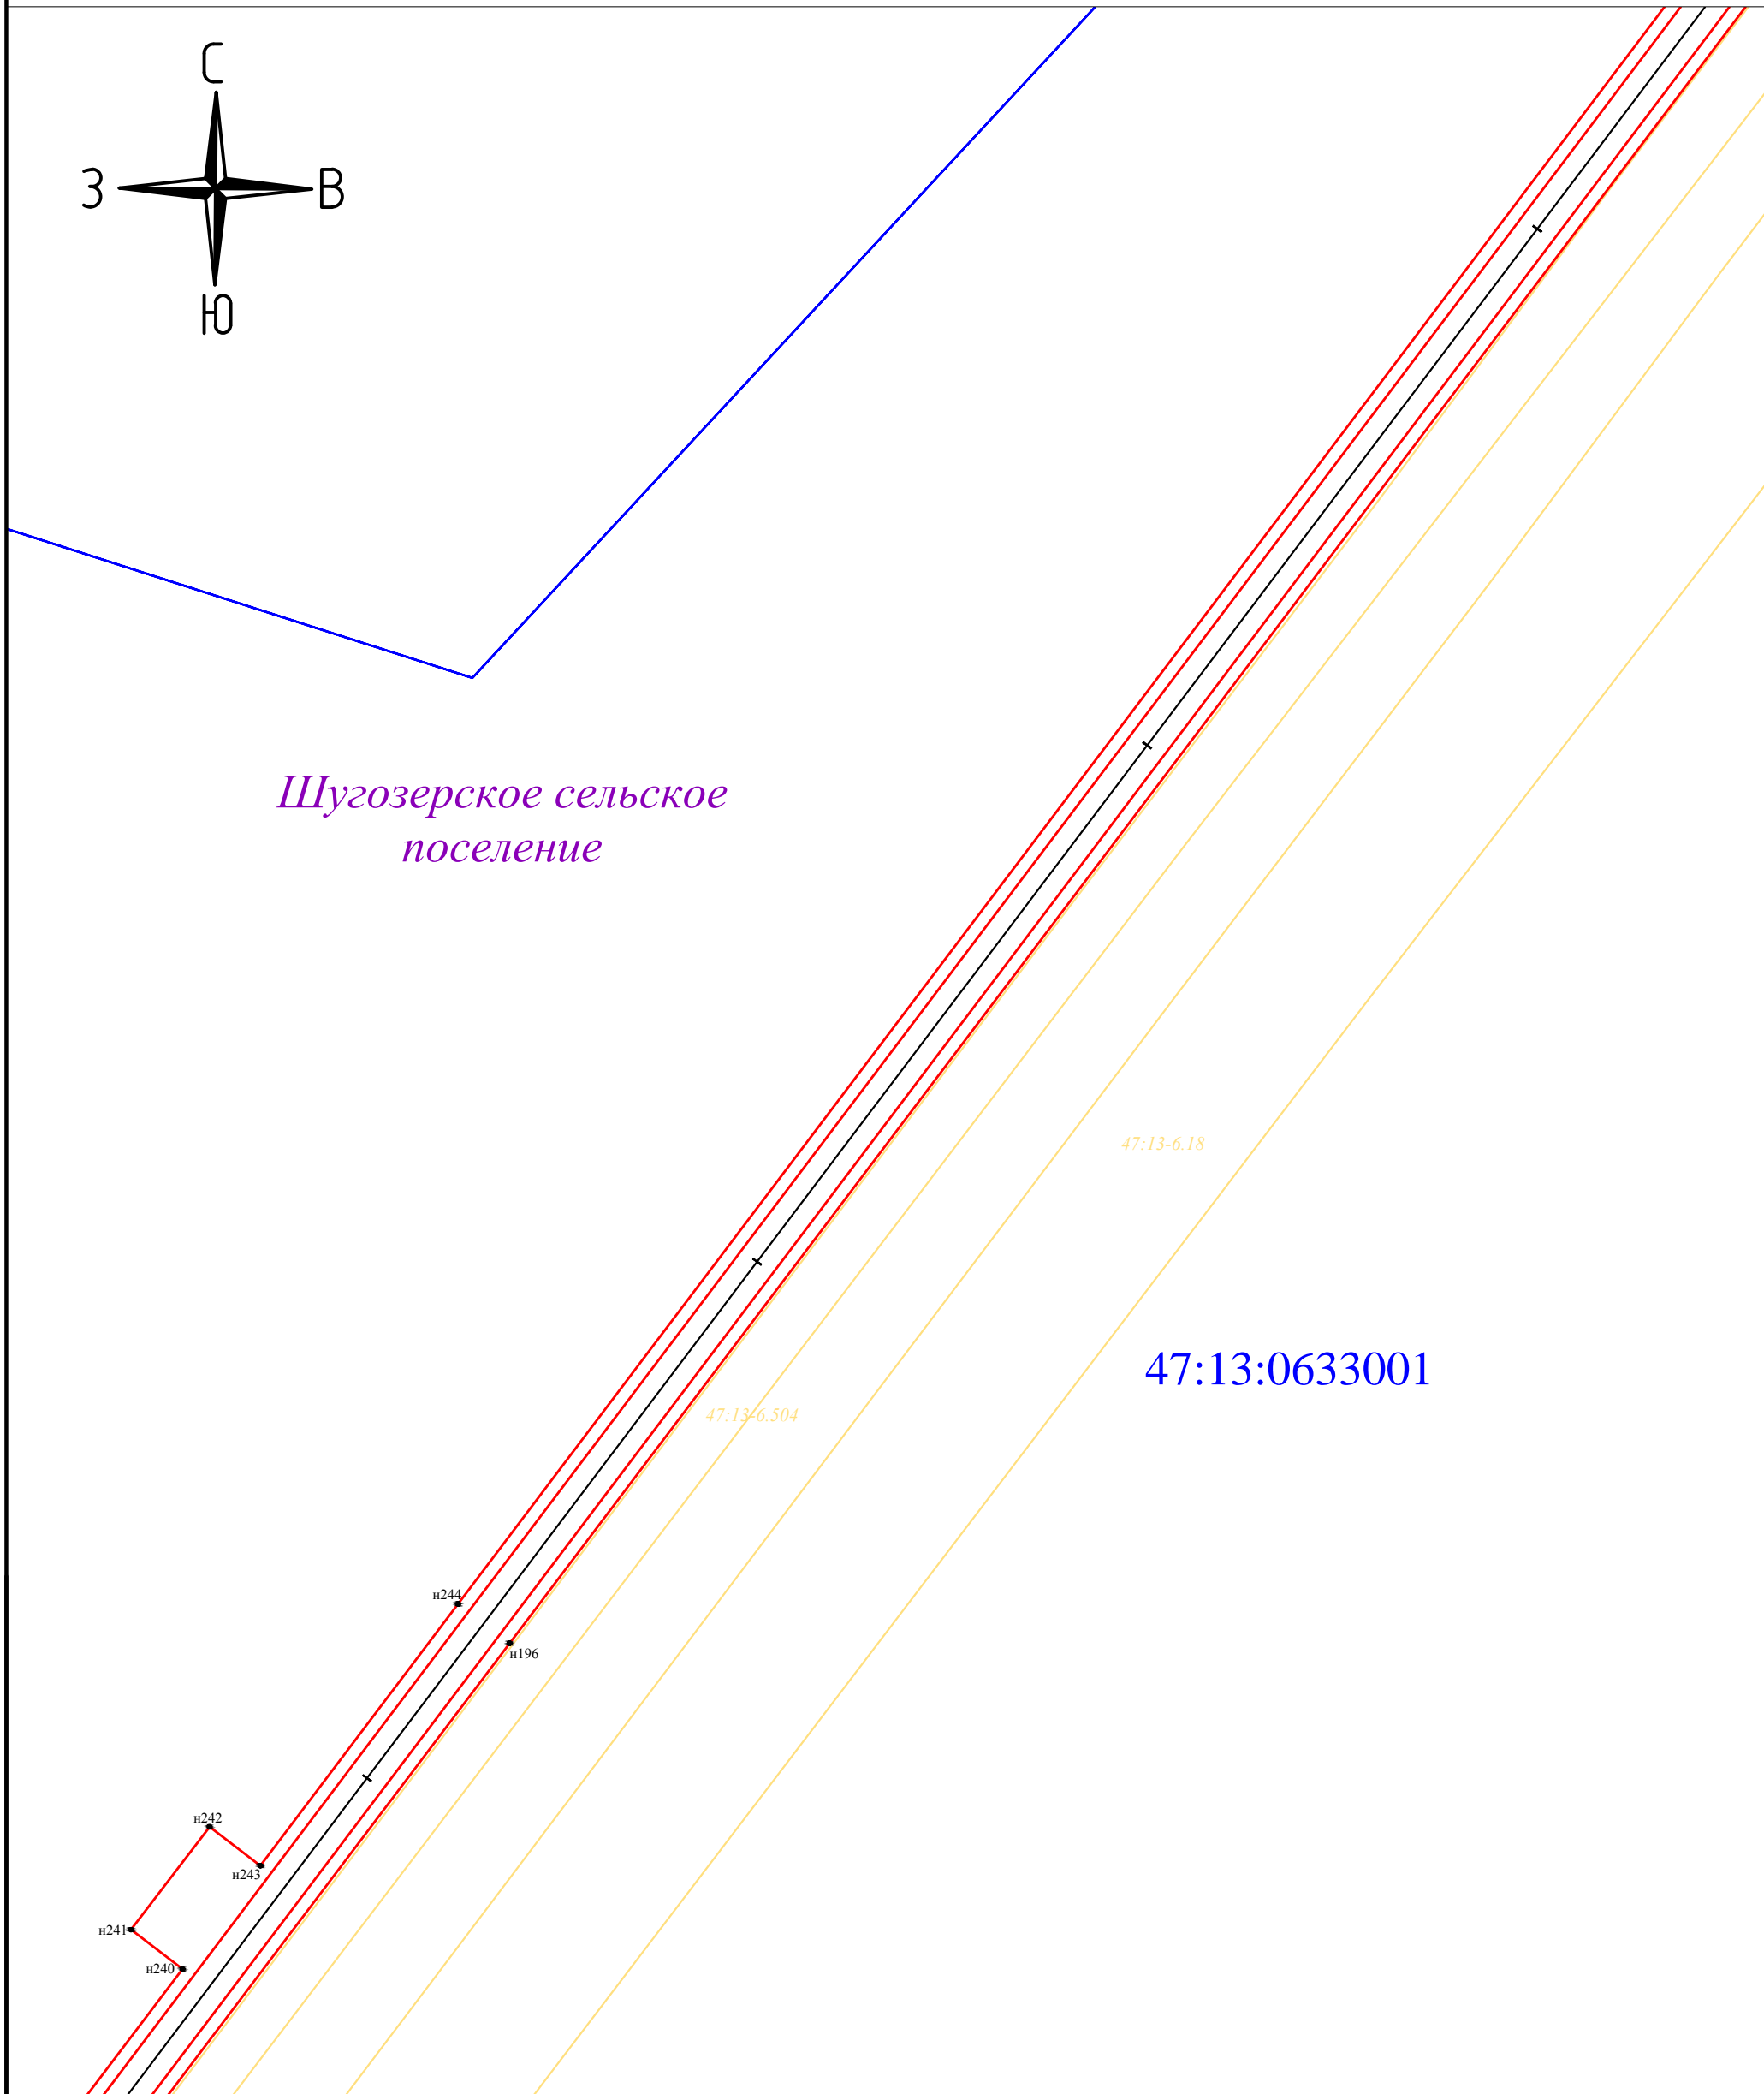 С
З
В
Ю
Шугозерское сельское
поселение
47:13-6.18
47:13:0633001
47:13-6.504
н244
н196
н242
н243
н241
н240